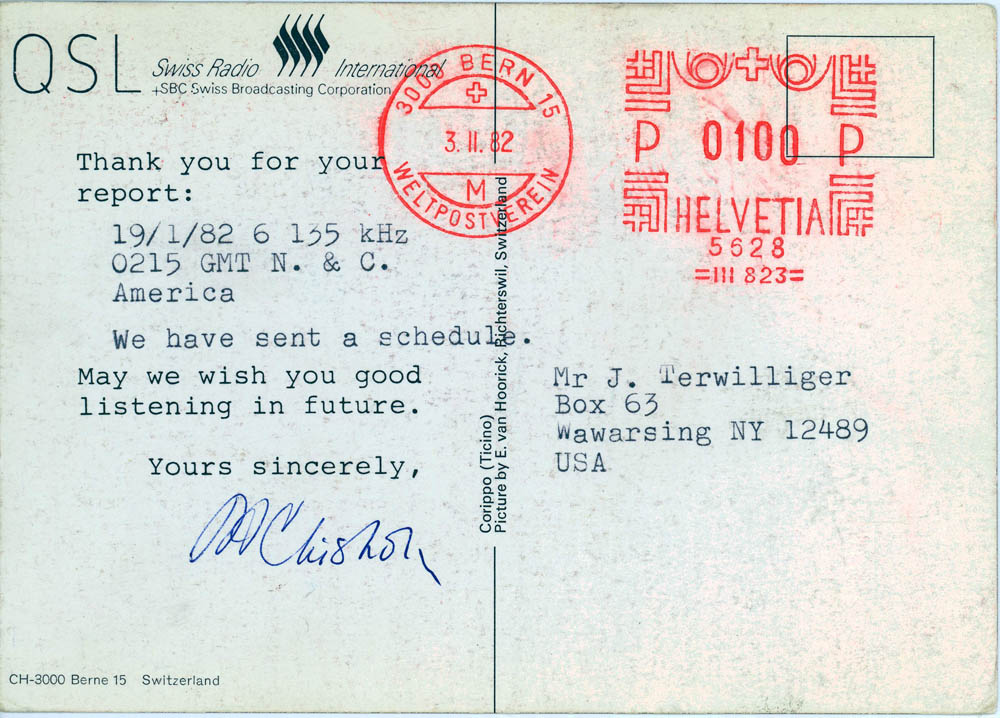 QSL
Swiss Radio International
+SBC Swiss Broadcasting Corporation
Thank you for your
report:
19/1/82 6 135 kHz
0215 GMT N. & C.
America
We have sent a schedule.
May we wish you good
listening in future.
Yours sincerely,
CH-3000 Berne 15 Switzerland
Corippo (Ticino)
Picture by E. van Hoorick, Richterswil, Switzerland
3000 BERN 15
3. II. 82
M
WELTPOSTVEREIN
P 0100 P
HELVETIA
5628
=III 823=
Mr J. Terwilliger
Box 63
Wawarsing NY 12489
USA